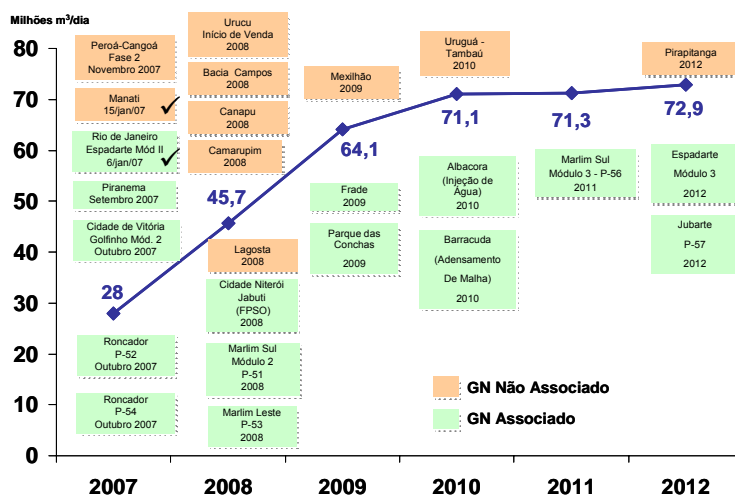 Milhões m³/dia
80
70
60
50
40
30
20
10
0
Peroá-Cangoá
Fase 2
Novembro 2007
Manati
15/jan/07
Rio de Janeiro
Espadarte Mód II
6/jan/07
Piranema
Setembro 2007
Cidade de Vitória
Golfinho Mód. 2
Outubro 2007
28
Roncador
P-52
Outubro 2007
Roncador
P-54
Outubro 2007
Urucu
Início de Venda
2008
Bacia Campos
2008
Canapu
2008
Camarupim
2008
45,7
Lagosta
2008
Cidade Niterói
Jabuti
(FPSO)
2008
Marlim Sul
Módulo 2
P-51
2008
Marlim Leste
P-53
2008
Mexilhão
2009
64,1
Frade
2009
Parque das
Conchas
2009
Uruguá -
Tambaú
2010
71,1
Albacora
(Injeção de
Água)
2010
Barracuda
(Adensamento
De Malha)
2010
71,3
Marlim Sul
Módulo 3 - P-56
2011
Pirapitanga
2012
72,9
Espadarte
Módulo 3
2012
Jubarte
P-57
2012
GN Não Associado
GN Associado
2007
2008
2009
2010
2011
2012